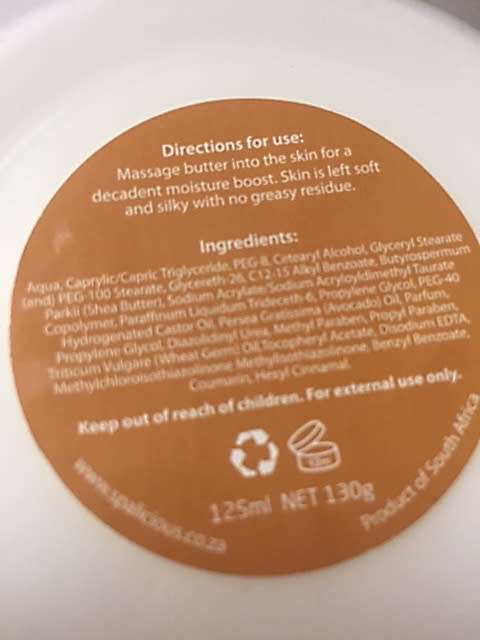 Directions for use:
Massage butter into the skin for a
decadent moisture boost. Skin is left soft
and silky with no greasy residue.
Ingredients:
Aqua, Caprylic/Capric Triglyceride, PEG-8, Cetearyl Alcohol, Glyceryl Stearate
(and) PEG-100 Stearate, Glycereth-26, C12-15 Alkyl Benzoate, Butyrospermum
Parkii (Shea Butter), Sodium Acrylate/Sodium Acryloyldimethyl Taurate
Copolymer, Paraffinum Liquidum Trideceth-6, Propylene Glycol, PEG-40
Hydrogenated Castor Oil, Persea Gratissima (Avocado) Oil, Parfum,
Propylene Glycol, Diazolidinyl Urea, Methyl Paraben, Propyl Paraben,
Triticum Vulgare (Wheat Germ) Oil, Tocopheryl Acetate, Disodium EDTA,
Methylchloroisothiazolinone Methylisothiazolinone, Benzyl Benzoate,
Coumarin, Hexyl Cinnamal.
Keep out of reach of children. For external use only.
125ml NET 130g
www.spalicious.co.za
Product of South Africa